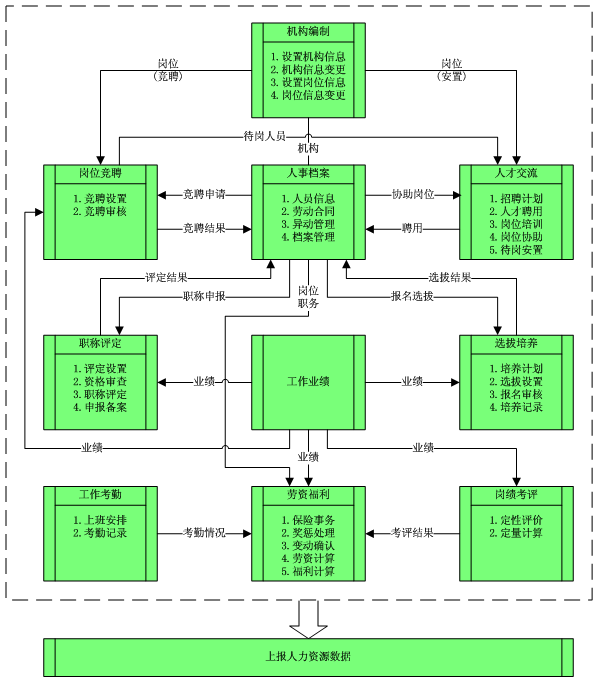 机构编制
1. 设置机构信息
2. 机构信息变更
3. 设置岗位信息
4. 岗位信息变更
岗位
(竞聘)
岗位
(安置)
待岗人员
机构
岗位竞聘
1. 竞聘设置
2. 竞聘审核
竞聘申请
竞聘结果
人事档案
1. 人员信息
2. 劳动合同
3. 异动管理
4. 档案管理
协助岗位
聘用
人才交流
1. 招聘计划
2. 人才聘用
3. 岗位培训
4. 岗位协助
5. 待岗安置
评定结果
职称申报
岗位
职务
选拔结果
报名选拔
职称评定
1. 评定设置
2. 资格审查
3. 职称评定
4. 申报备案
业绩
工作业绩
业绩
选拔培养
1. 培养计划
2. 选拔设置
3. 报名审核
4. 培养记录
业绩
业绩
业绩
工作考勤
1. 上班安排
2. 考勤记录
考勤情况
劳资福利
1. 保险事务
2. 奖惩处理
3. 变动确认
4. 劳资计算
5. 福利计算
考评结果
岗绩考评
1. 定性评价
2. 定量计算
上报人力资源数据